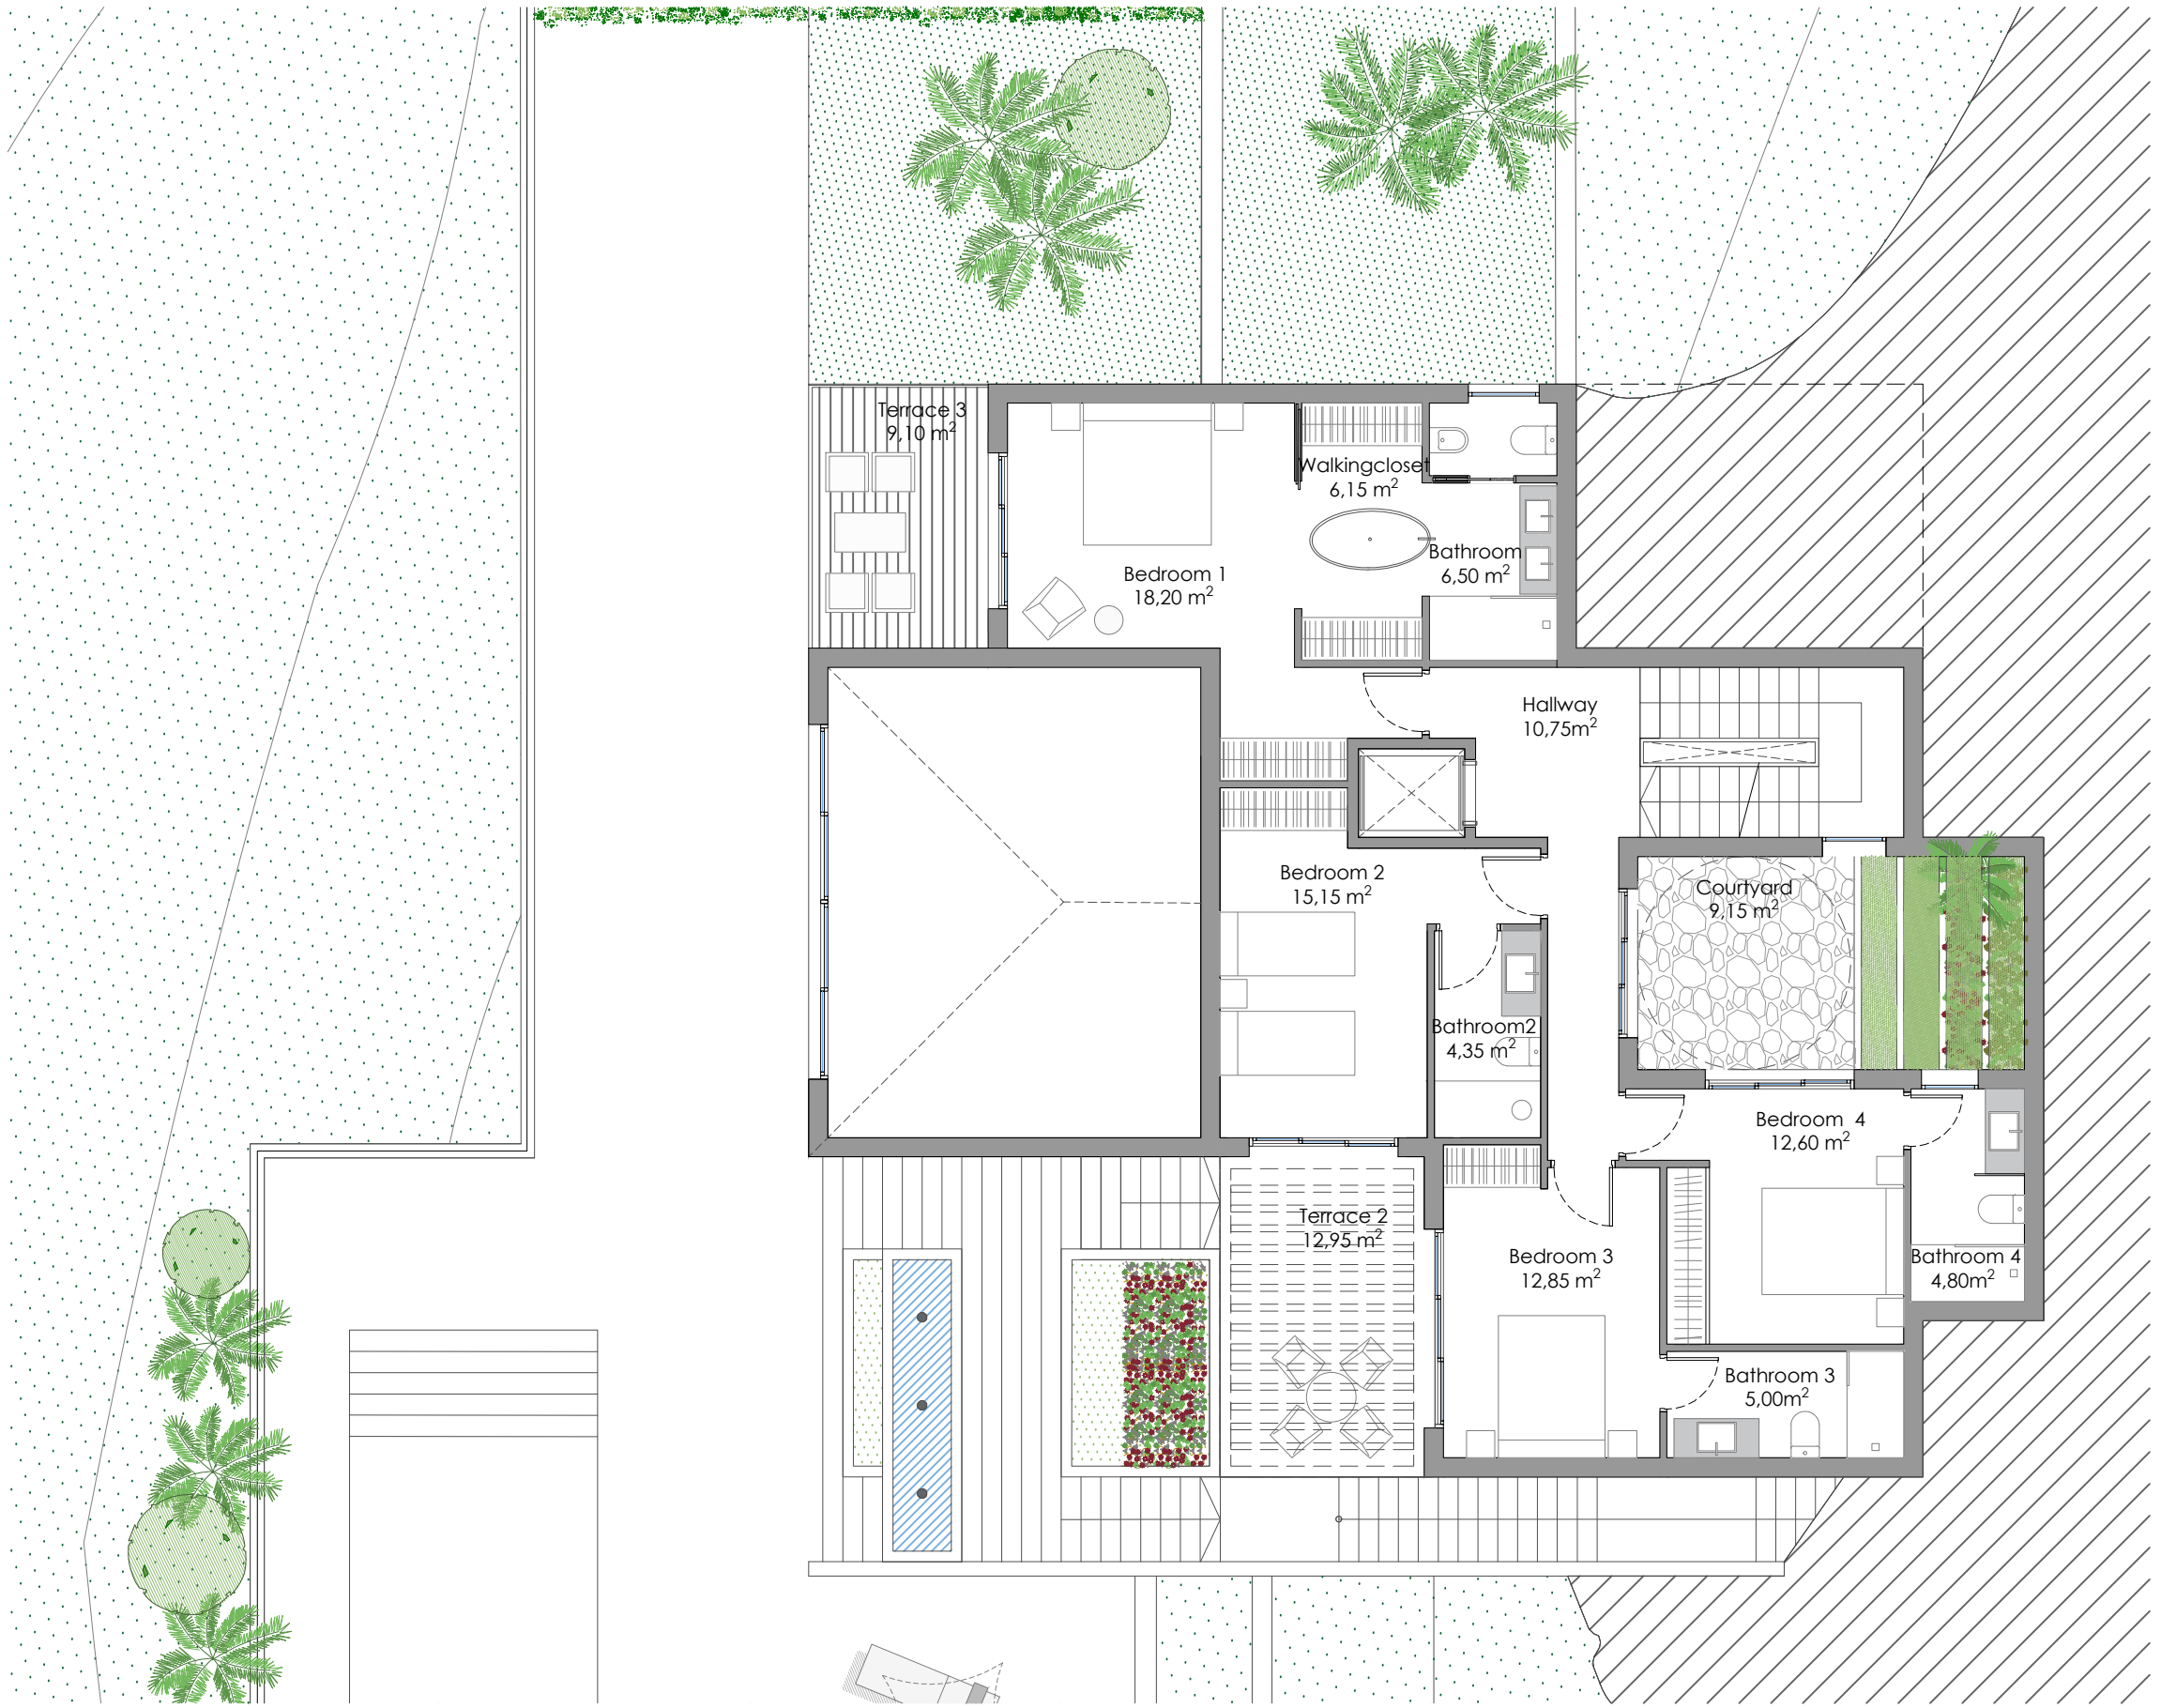 Terrace 3
9,10 m²
Walkingcloset
6,15 m²
Bathroom
6,50 m²
Bedroom 1
18,20 m²
Hallway
10,75m²
Bedroom 2
15,15 m²
Courtyard
9,15 m²
Bathroom2
4,35 m²
Bedroom 4
12,60 m²
Terrace 2
12,95 m²
Bedroom 3
12,85 m²
Bathroom 4
4,80m²
Bathroom 3
5,00m²